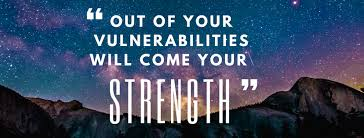 “ OUT OF YOUR
VULNERABILITIES
WILL COME YOUR
STRENGTH ”